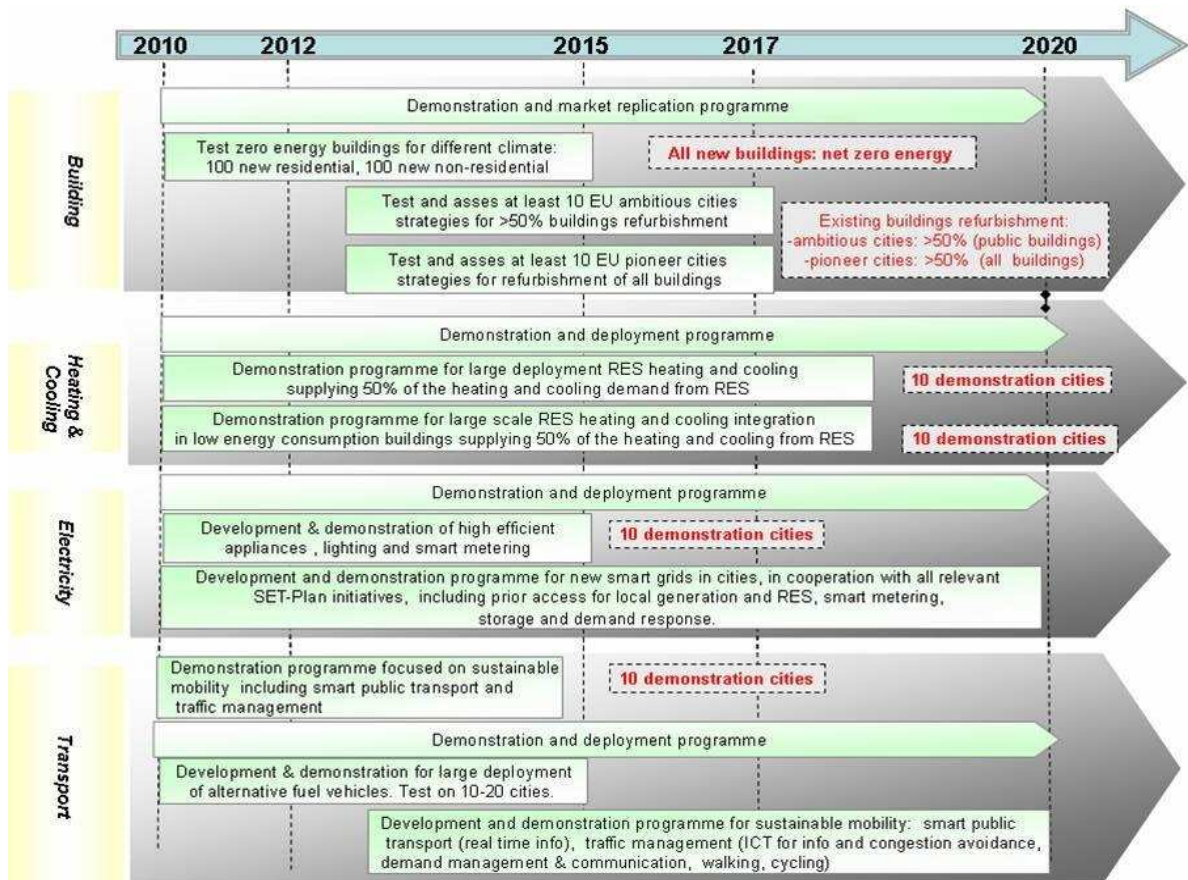 2010 2012 2015 2017 2020
Building
Demonstration and market replication programme
Test zero energy buildings for different climate:
100 new residential, 100 new non-residential
All new buildings: net zero energy
Test and asses at least 10 EU ambitious cities
strategies for >50% buildings refurbishment
Existing buildings refurbishment:
-ambitious cities: >50% (public buildings)
-pioneer cities: >50% (all buildings)
Test and asses at least 10 EU pioneer cities
strategies for refurbishment of all buildings
Heating &
Cooling
Demonstration and deployment programme
Demonstration programme for large deployment RES heating and cooling
supplying 50% of the heating and cooling demand from RES
10 demonstration cities
Demonstration programme for large scale RES heating and cooling integration
in low energy consumption buildings supplying 50% of the heating and cooling from RES
10 demonstration cities
Electricity
Demonstration and deployment programme
Development & demonstration of high efficient
appliances , lighting and smart metering
10 demonstration cities
Development and demonstration programme for new smart grids in cities, in cooperation with all relevant
SET-Plan initiatives, including prior access for local generation and RES, smart metering,
storage and demand response.
Transport
Demonstration programme focused on sustainable
mobility including smart public transport and
traffic management
10 demonstration cities
Demonstration and deployment programme
Development & demonstration for large deployment
of alternative fuel vehicles. Test on 10-20 cities.
Development and demonstration programme for sustainable mobility: smart public
transport (real time info), traffic management (ICT for info and congestion avoidance,
demand management & communication, walking, cycling)